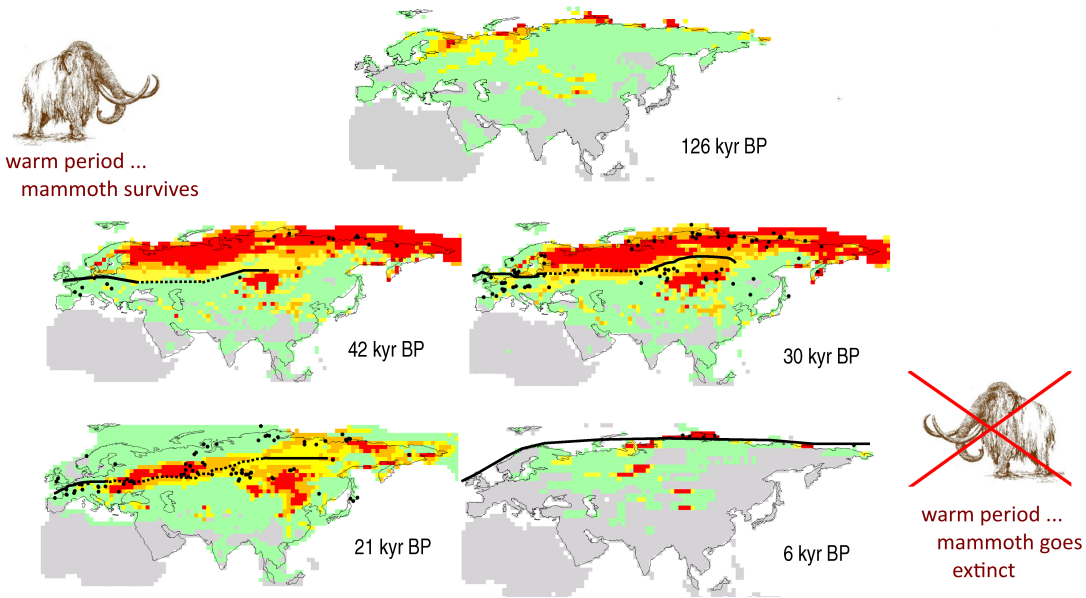 126 kyr BP
warm period ...
mammoth survives
42 kyr BP
30 kyr BP
21 kyr BP
6 kyr BP
warm period ...
mammoth goes
extinct